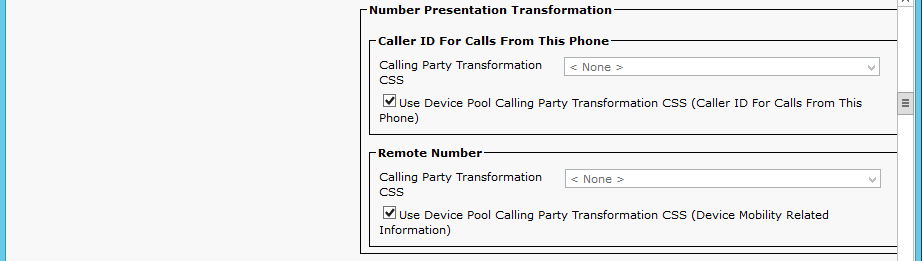 Number Presentation Transformation
Caller ID For Calls From This Phone
Calling Party Transformation
CSS
< None >
Use Device Pool Calling Party Transformation CSS (Caller ID For Calls From This
Phone)
Remote Number
Calling Party Transformation
CSS
< None >
Use Device Pool Calling Party Transformation CSS (Device Mobility Related
Information)